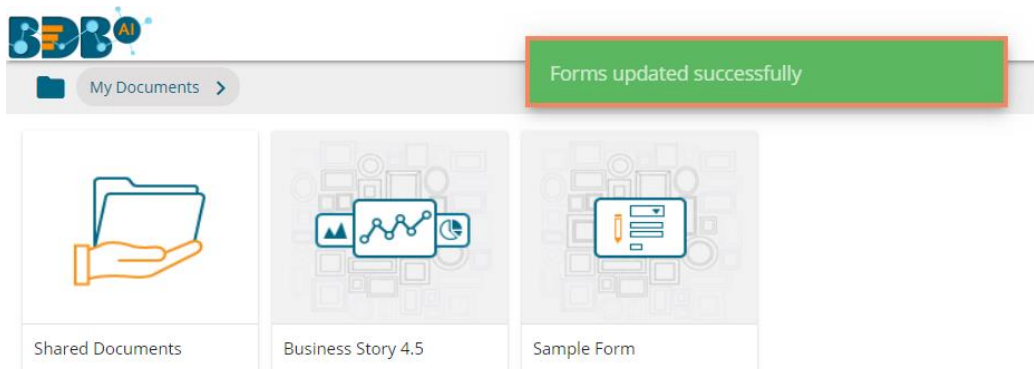 BDB AI
Forms updated successfully
My Documents
Shared Documents
Business Story 4.5
Sample Form